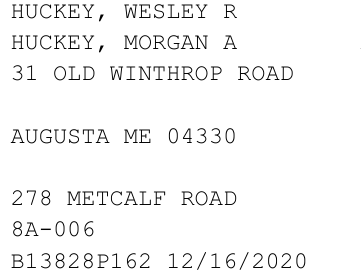 HUCKEY, WESLEY R
HUCKEY, MORGAN A
31 OLD WINTHROP ROAD
AUGUSTA ME 04330
278 METCALF ROAD
8A-006
B13828P162 12/16/2020